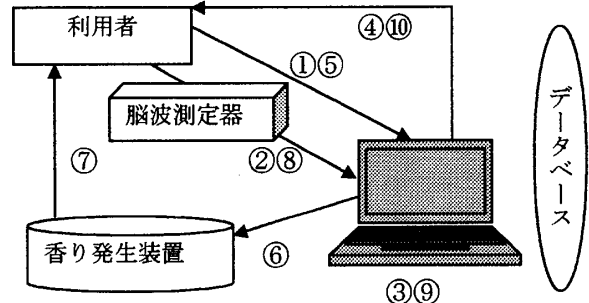 利用者
④⑩
①⑤
脳波測定器
②⑧
⑦
香り発生装置
⑥
③⑨
データベース